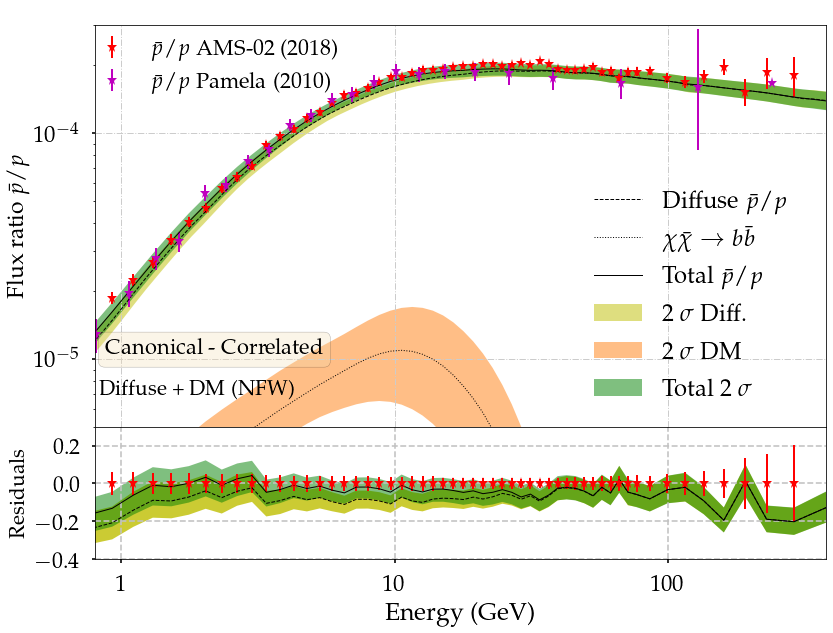 p̄ / p AMS-02 (2018)
p̄ / p Pamela (2010)
10⁻⁴
Flux ratio p̄ / p
Diffuse p̄ / p
χχ̄ → bb̄
Total p̄ / p
2 σ Diff.
2 σ DM
Total 2 σ
10⁻⁵
Canonical - Correlated
Diffuse + DM (NFW)
Residuals
0.2
0.0
−0.2
−0.4
1 10 100
Energy (GeV)